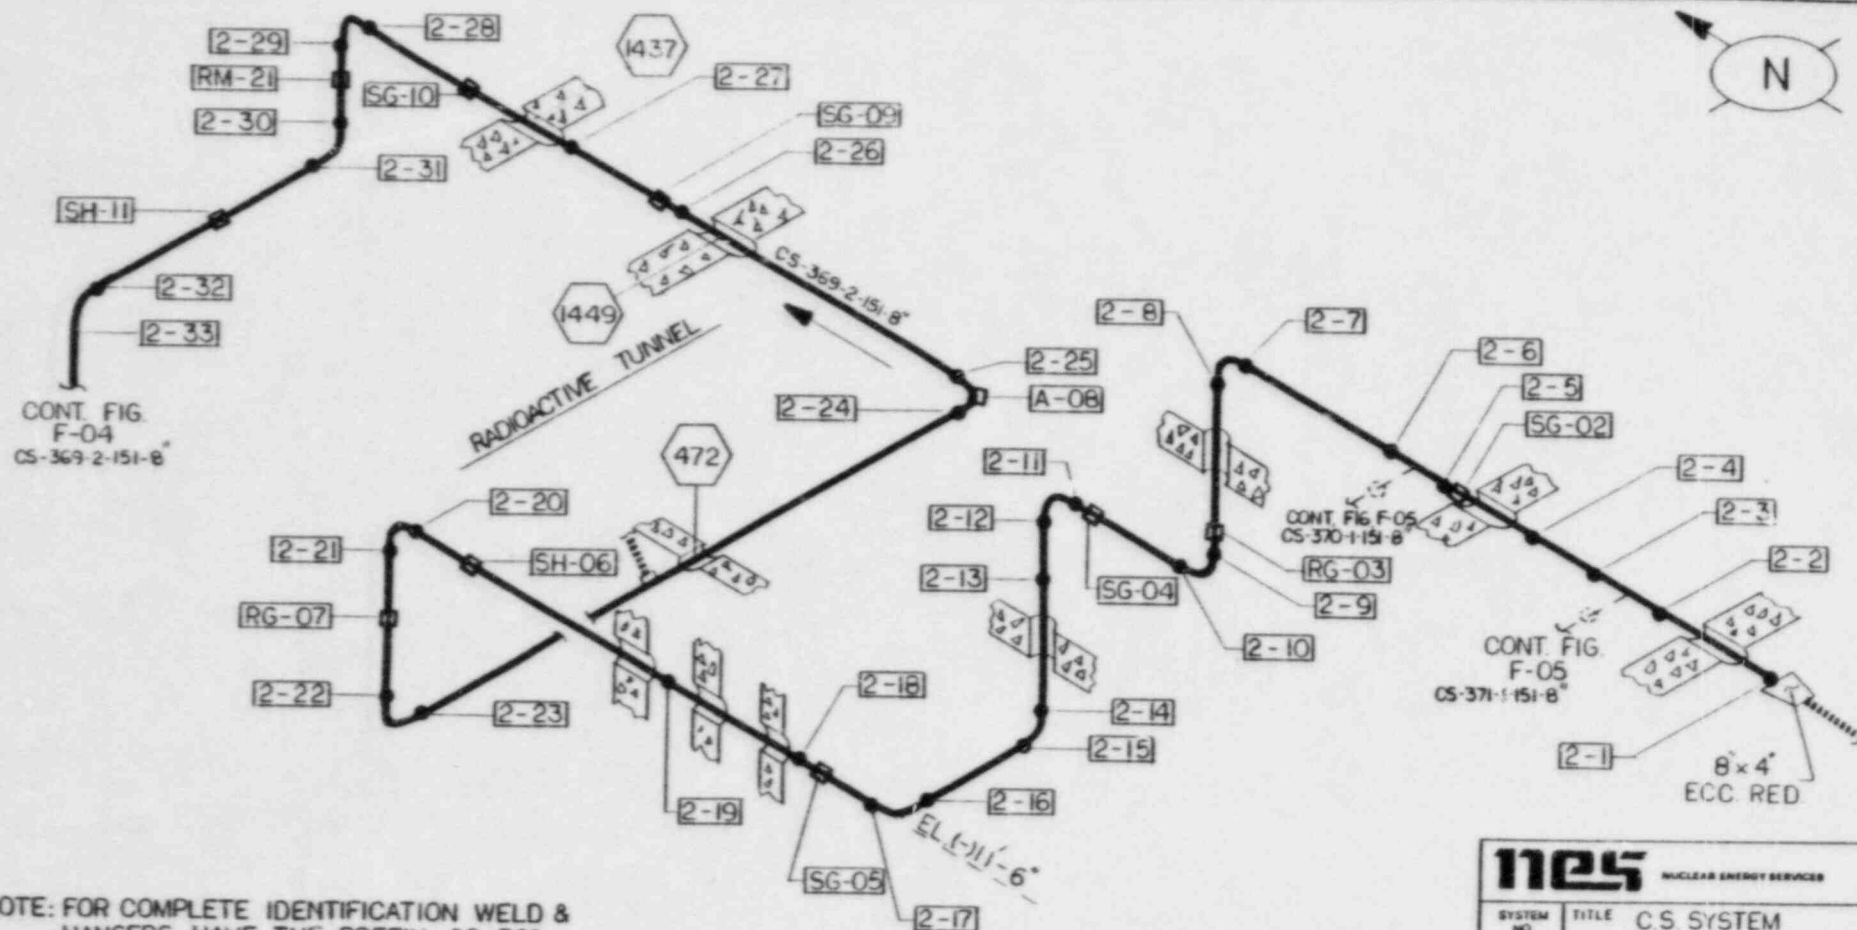 2-28
2-29
1437
RM-21
SG-10
2-27
N
2-30
SG-09
2-26
2-31
SH-11
CS-369-2-151-8"
2-32
1449
2-33
2-8
2-7
RADIOACTIVE TUNNEL
2-6
2-25
2-5
A-08
2-24
SG-02
CONT. FIG.
F-04
CS-369-2-151-8"
472
2-11
2-4
2-20
2-12
CONT. FIG. F-05
CS-370-1-151-8"
2-3
2-21
SH-06
RG-03
2-13
2-2
SG-04
2-9
RG-07
2-10
CONT. FIG.
F-05
CS-371-1-151-8"
2-22
2-18
2-23
2-14
2-15
2-1
8"x4"
ECC. RED.
2-19
2-16
EL. (-)11'-6"
SG-05
2-17
nes NUCLEAR ENERGY SERVICES
SYSTEM NO.
TITLE C.S. SYSTEM
OTE: FOR COMPLETE IDENTIFICATION WELD &